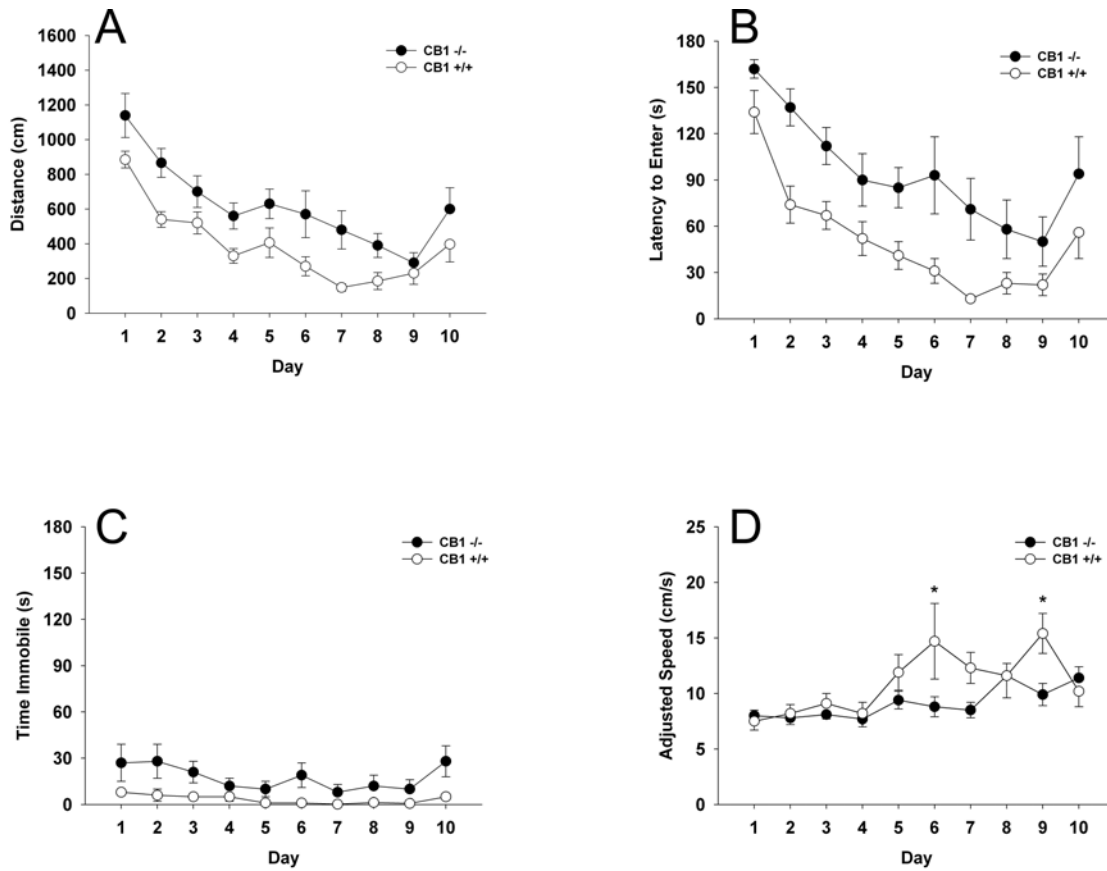 A
CB1 -/-
CB1 +/+
Distance (cm)
1600
1400
1200
1000
800
600
400
200
0
1 2 3 4 5 6 7 8 9 10
Day
B
CB1 -/-
CB1 +/+
Latency to Enter (s)
180
150
120
90
60
30
0
1 2 3 4 5 6 7 8 9 10
Day
C
CB1 -/-
CB1 +/+
Time Immobile (s)
180
150
120
90
60
30
0
1 2 3 4 5 6 7 8 9 10
Day
D
CB1 -/-
CB1 +/+
Adjusted Speed (cm/s)
25
20
15
10
5
0
* *
1 2 3 4 5 6 7 8 9 10
Day